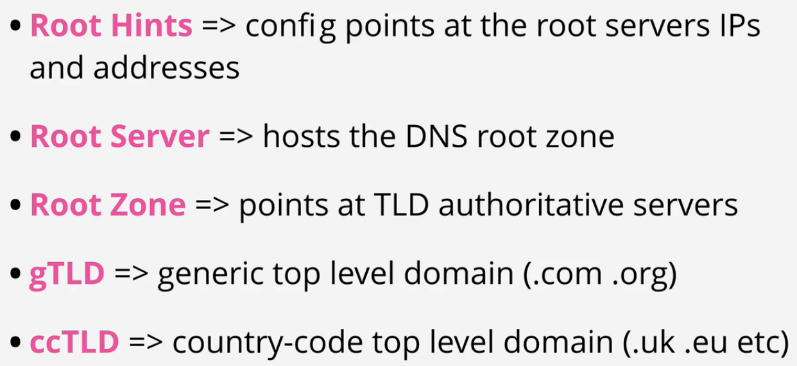 • Root Hints => config points at the root servers IPs
and addresses
• Root Server => hosts the DNS root zone
• Root Zone => points at TLD authoritative servers
• gTLD => generic top level domain (.com .org)
• ccTLD => country-code top level domain (.uk .eu etc)